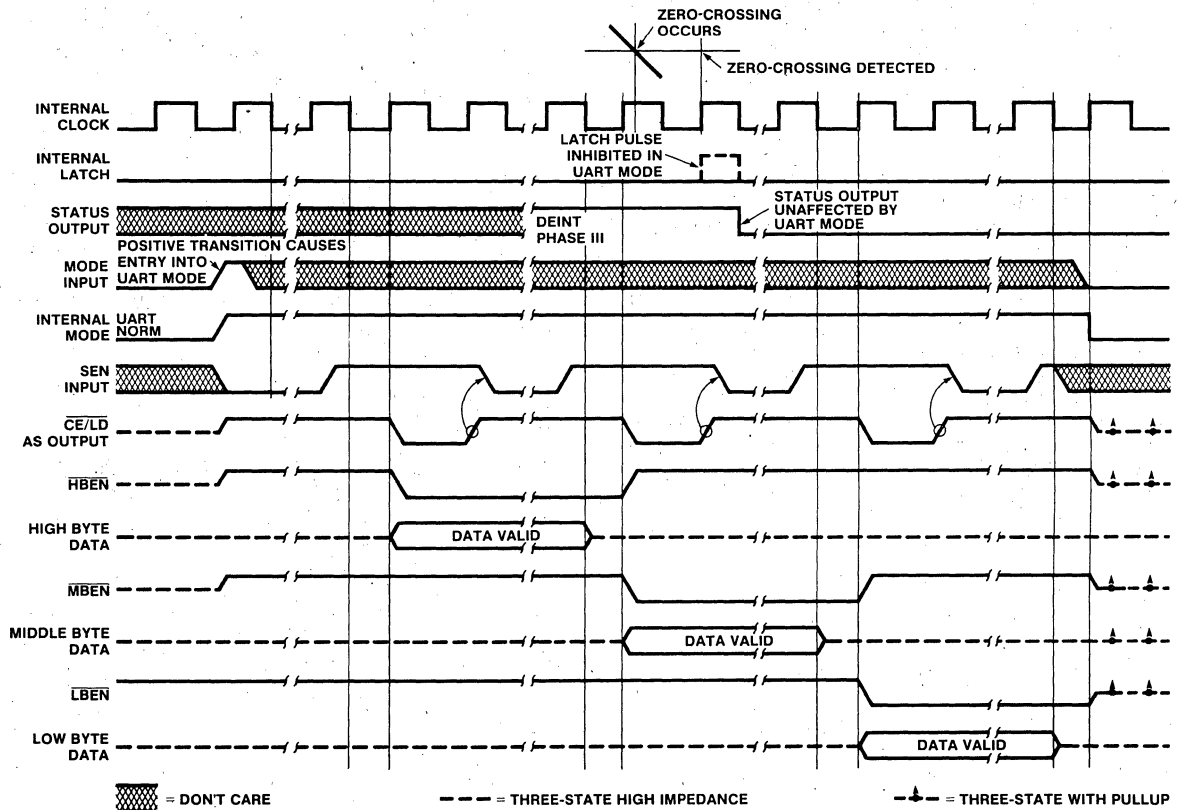 ZERO-CROSSING
OCCURS
ZERO-CROSSING DETECTED
INTERNAL
CLOCK
LATCH PULSE
INHIBITED IN
UART MODE
INTERNAL
LATCH
STATUS OUTPUT
UNAFFECTED BY
UART MODE
STATUS
OUTPUT
DEINT
PHASE III
POSITIVE TRANSITION CAUSES
ENTRY INTO
UART MODE
MODE
INPUT
INTERNAL UART
MODE NORM
SEN
INPUT
CE/LD
AS OUTPUT
HBEN
HIGH BYTE
DATA
DATA VALID
MBEN
MIDDLE BYTE
DATA
DATA VALID
LBEN
LOW BYTE
DATA
DATA VALID
= DON'T CARE
= THREE-STATE HIGH IMPEDANCE
= THREE-STATE WITH PULLUP